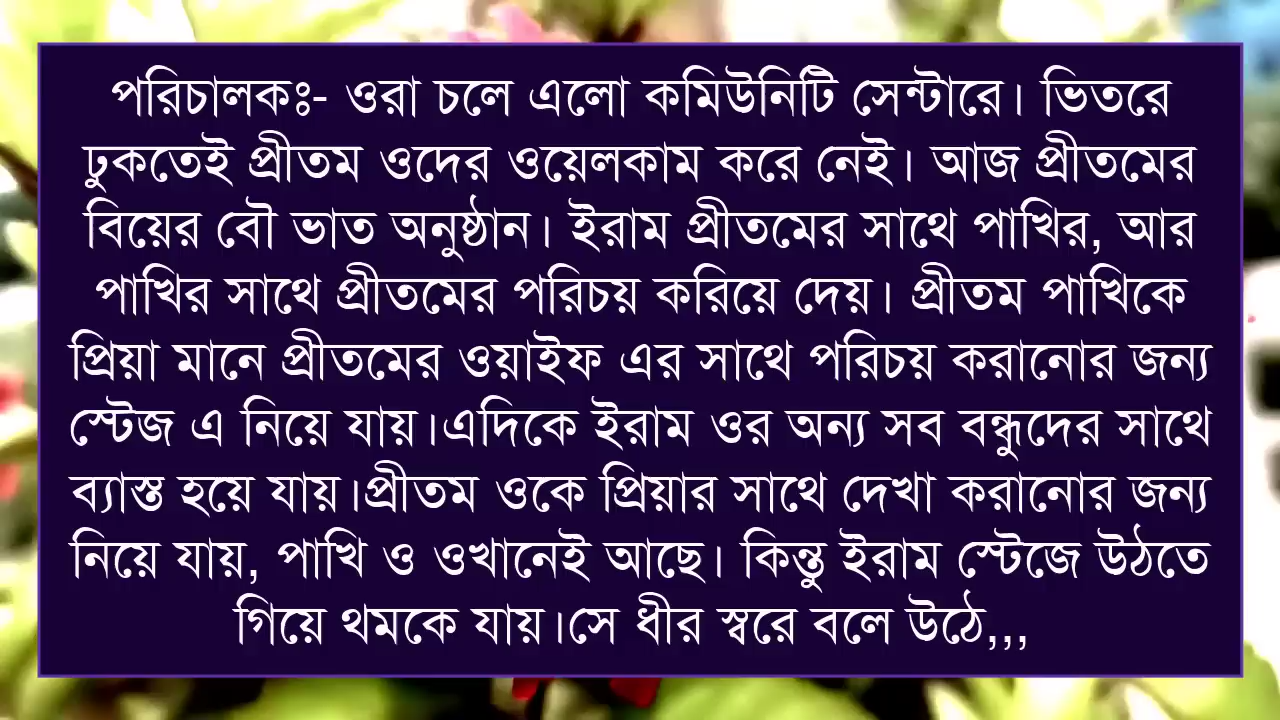 পরিচালকঃ- ওরা চলে এলো কমিউনিটি সেন্টারে। ভিতরে
ঢুকতেই প্রীতম ওদের ওয়েলকাম করে নেই। আজ প্রীতমের
বিয়ের বৌ ভাত অনুষ্ঠান। ইরাম প্রীতমের সাথে পাখির, আর
পাখির সাথে প্রীতমের পরিচয় করিয়ে দেয়। প্রীতম পাখিকে
প্রিয়া মানে প্রীতমের ওয়াইফ এর সাথে পরিচয় করানোর জন্য
স্টেজ এ নিয়ে যায়।এদিকে ইরাম ওর অন্য সব বন্ধুদের সাথে
ব্যাস্ত হয়ে যায়।প্রীতম ওকে প্রিয়ার সাথে দেখা করানোর জন্য
নিয়ে যায়, পাখি ও ওখানেই আছে। কিন্তু ইরাম স্টেজে উঠতে
গিয়ে থমকে যায়।সে ধীর স্বরে বলে উঠে,,,